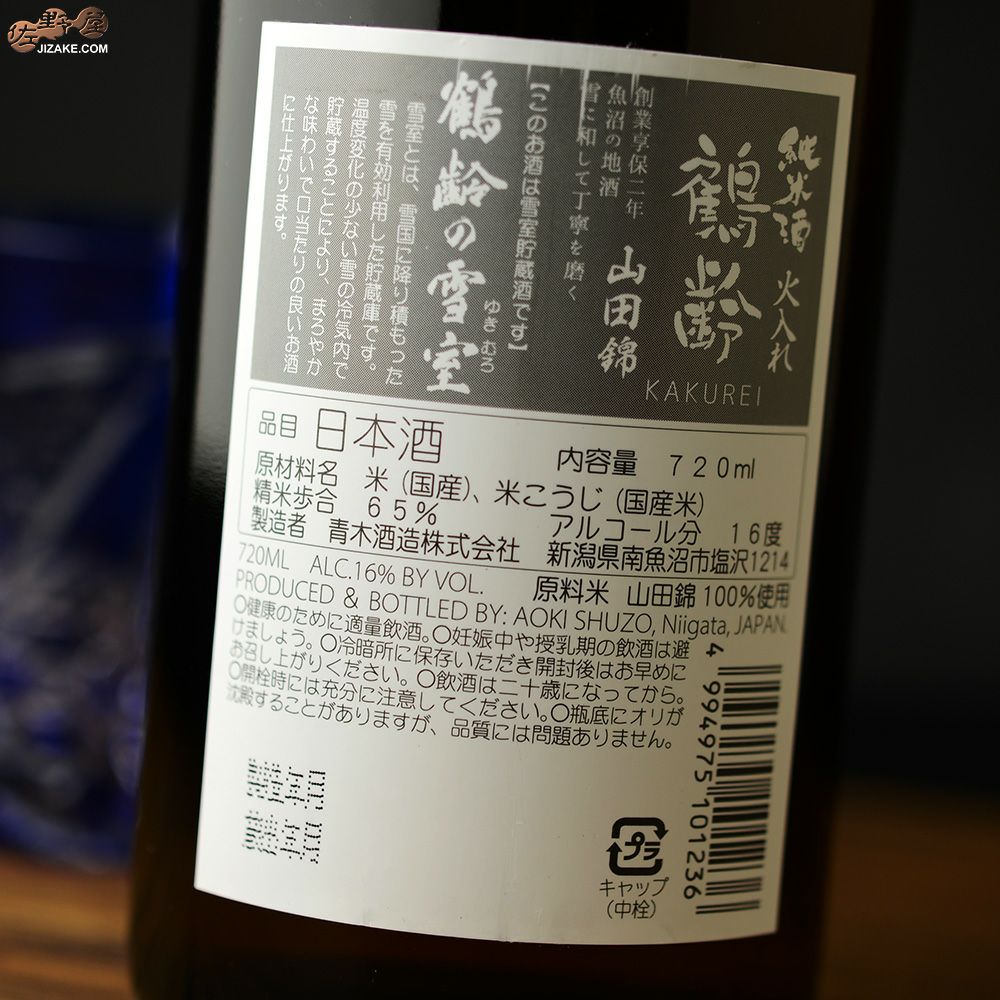 佐野屋
JIZAKE.COM
純米酒 火入れ
鶴齢
KAKUREI
山田錦
創業享保二年
魚沼の地酒
雪に和して丁寧を磨く
【このお酒は雪室貯蔵酒です】
鶴齢の雪室
ゆき むろ
雪室とは、雪国に降り積もった
雪を有効利用した貯蔵庫です。
温度変化の少ない雪の冷気内で
貯蔵することにより、まろやか
な味わいで口当たりの良いお酒
に仕上がります。
品目 日本酒 内容量 720ml
原材料名 米(国産)、米こうじ(国産米)
精米歩合 65% アルコール分 16度
製造者 青木酒造株式会社 新潟県南魚沼市塩沢1214
720ML ALC.16% BY VOL. 原料米 山田錦100%使用
PRODUCED & BOTTLED BY: AOKI SHUZO, Niigata, JAPAN.
〇健康のために適量飲酒。〇妊娠中や授乳期の飲酒は避
けましょう。〇冷暗所に保存いただき開封後はお早めに
お召し上がりください。〇飲酒は二十歳になってから。
〇開栓時には充分に注意してください。〇瓶底にオリが
沈殿することがありますが、品質には問題ありません。
4 994975 101236
製造年月
プラ
キャップ
(中栓)